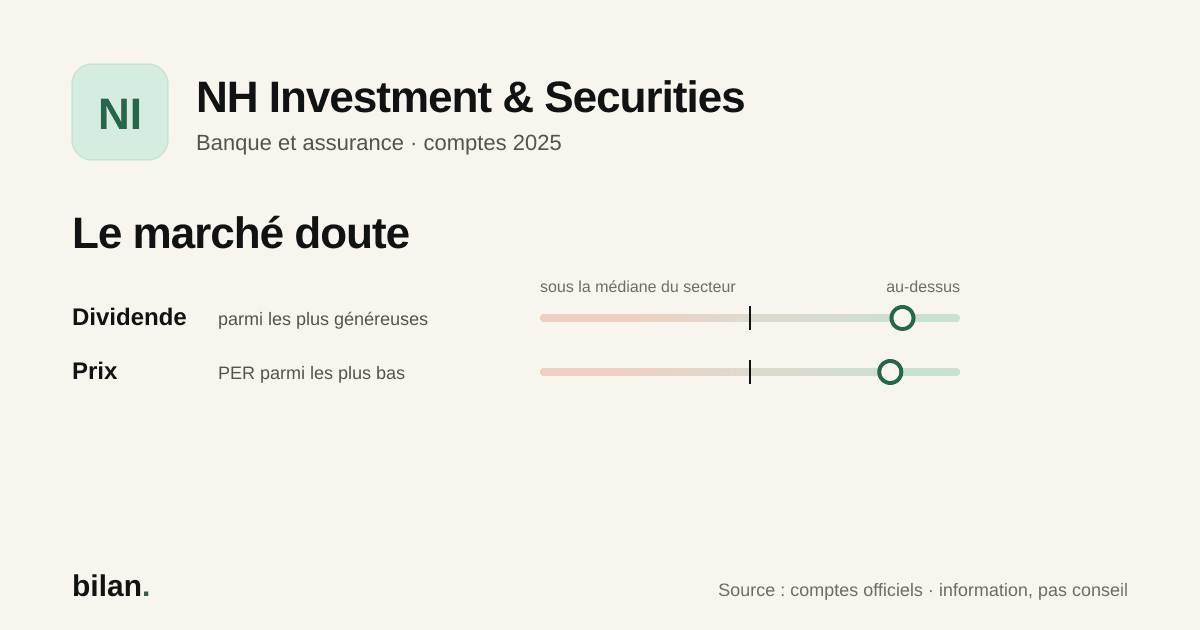 NI
NH Investment & Securities
Banque et assurance · comptes 2025
Le marché doute
sous la médiane du secteur au-dessus
Dividende parmi les plus généreuses
Prix PER parmi les plus bas
bilan.
Source : comptes officiels · information, pas conseil